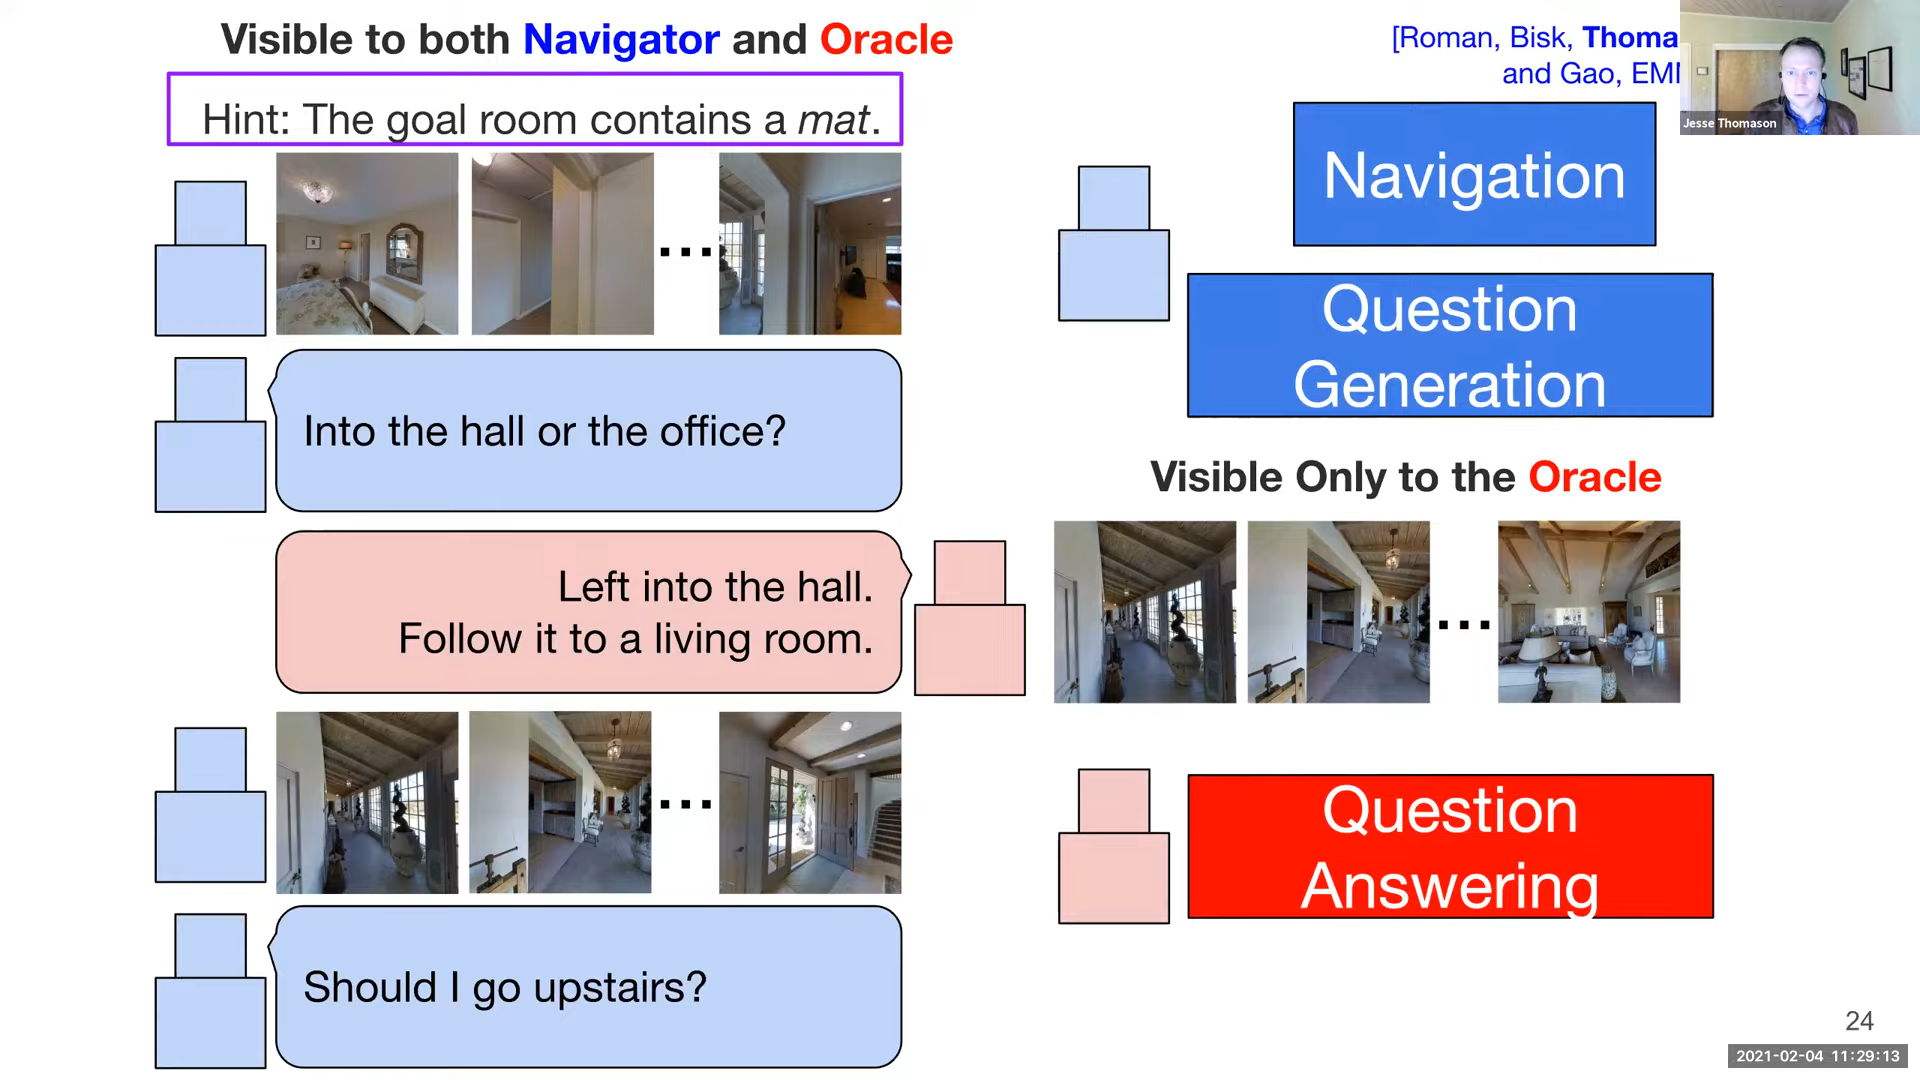 Visible to both Navigator and Oracle
Hint: The goal room contains a mat.
Into the hall or the office?
Left into the hall.
Follow it to a living room.
Should I go upstairs?
[Roman, Bisk,
and Gao,
Jesse Thomason
Navigation
Question
Generation
Visible Only to the Oracle
Question
Answering
24
2021-02-04 11:29:13